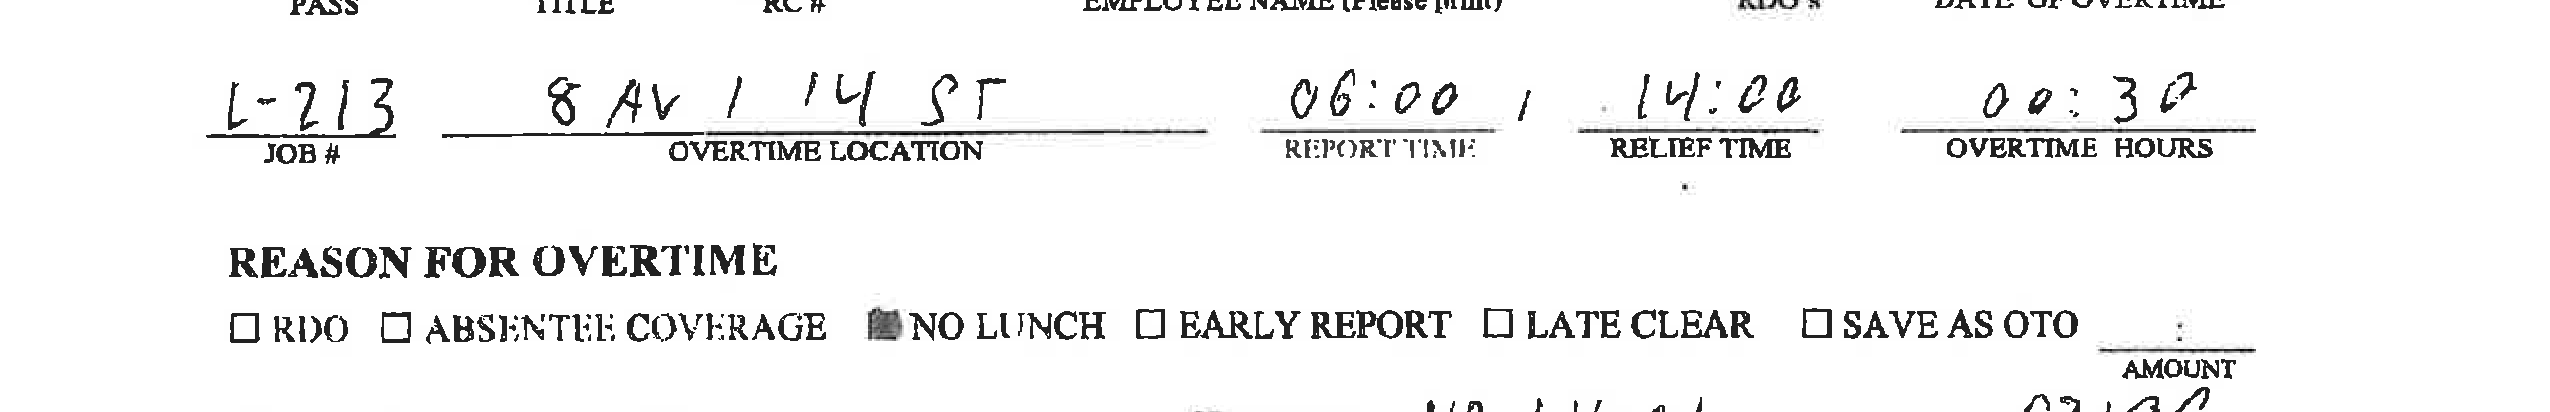 PASS TITLE RC # EMPLOYEE NAME (Please print) RDO's DATE OF OVERTIME
L-213 8 AV / 14 ST 06:00 / 14:00 00:30
JOB # OVERTIME LOCATION REPORT TIME RELIEF TIME OVERTIME HOURS
REASON FOR OVERTIME
☐ RDO ☐ ABSENTEE COVERAGE ■ NO LUNCH ☐ EARLY REPORT ☐ LATE CLEAR ☐ SAVE AS OTO :
AMOUNT